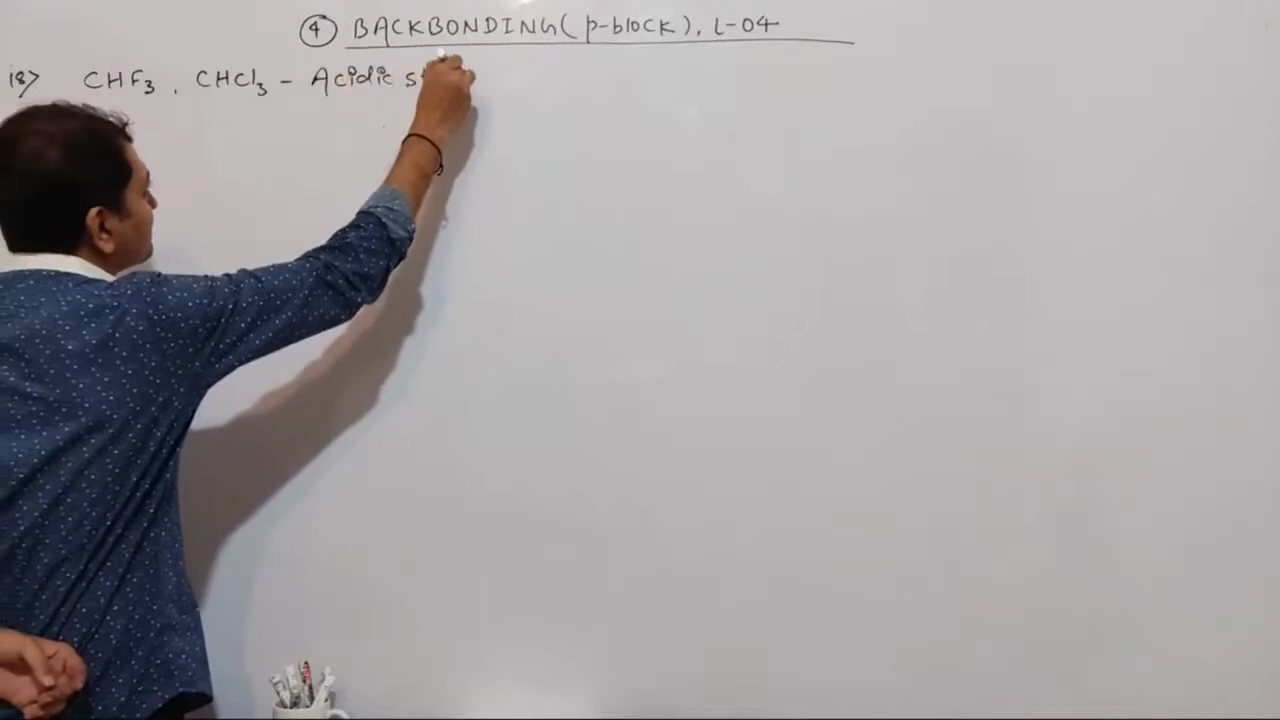 ④ BACKBONDING (p-block), L-04
18> CHF₃, CHCl₃ - Acidic s